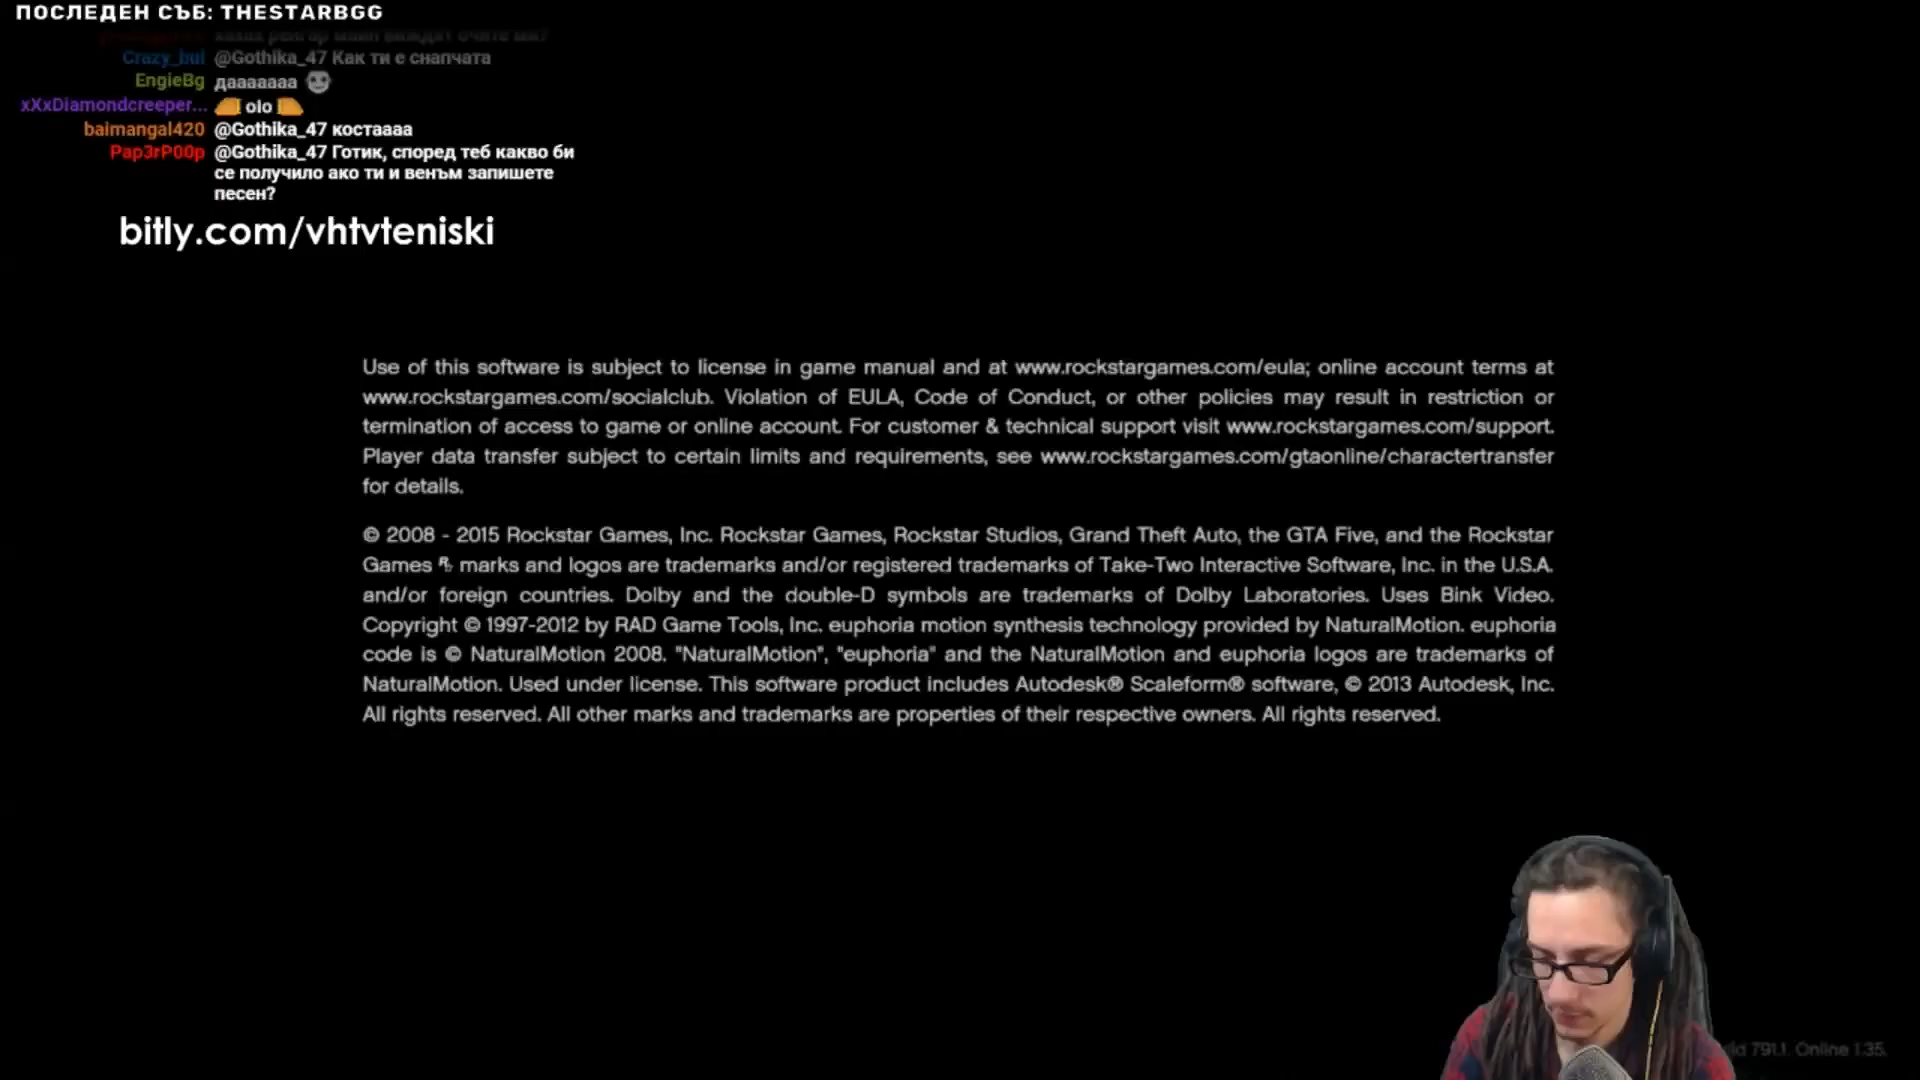 ПОСЛЕДЕН СЪБ: THESTARBGG
Crazy_bul @Gothika_47 Как ти е снапчата
EngieBg дааааааа
xXxDiamondcreeper... olo
baimangal420 @Gothika_47 костаааа
Pap3rP00p @Gothika_47 Готик, според теб какво би
се получило ако ти и венъм запишете
песен?
bitly.com/vhtvteniski
Use of this software is subject to license in game manual and at www.rockstargames.com/eula; online account terms at
www.rockstargames.com/socialclub. Violation of EULA, Code of Conduct, or other policies may result in restriction or
termination of access to game or online account. For customer & technical support visit www.rockstargames.com/support.
Player data transfer subject to certain limits and requirements, see www.rockstargames.com/gtaonline/charactertransfer
for details.
© 2008 - 2015 Rockstar Games, Inc. Rockstar Games, Rockstar Studios, Grand Theft Auto, the GTA Five, and the Rockstar
Games R* marks and logos are trademarks and/or registered trademarks of Take-Two Interactive Software, Inc. in the U.S.A.
and/or foreign countries. Dolby and the double-D symbols are trademarks of Dolby Laboratories. Uses Bink Video.
Copyright © 1997-2012 by RAD Game Tools, Inc. euphoria motion synthesis technology provided by NaturalMotion. euphoria
code is © NaturalMotion 2008. "NaturalMotion", "euphoria" and the NaturalMotion and euphoria logos are trademarks of
NaturalMotion. Used under license. This software product includes Autodesk® Scaleform® software, © 2013 Autodesk, Inc.
All rights reserved. All other marks and trademarks are properties of their respective owners. All rights reserved.
791.1. Online 1.35.